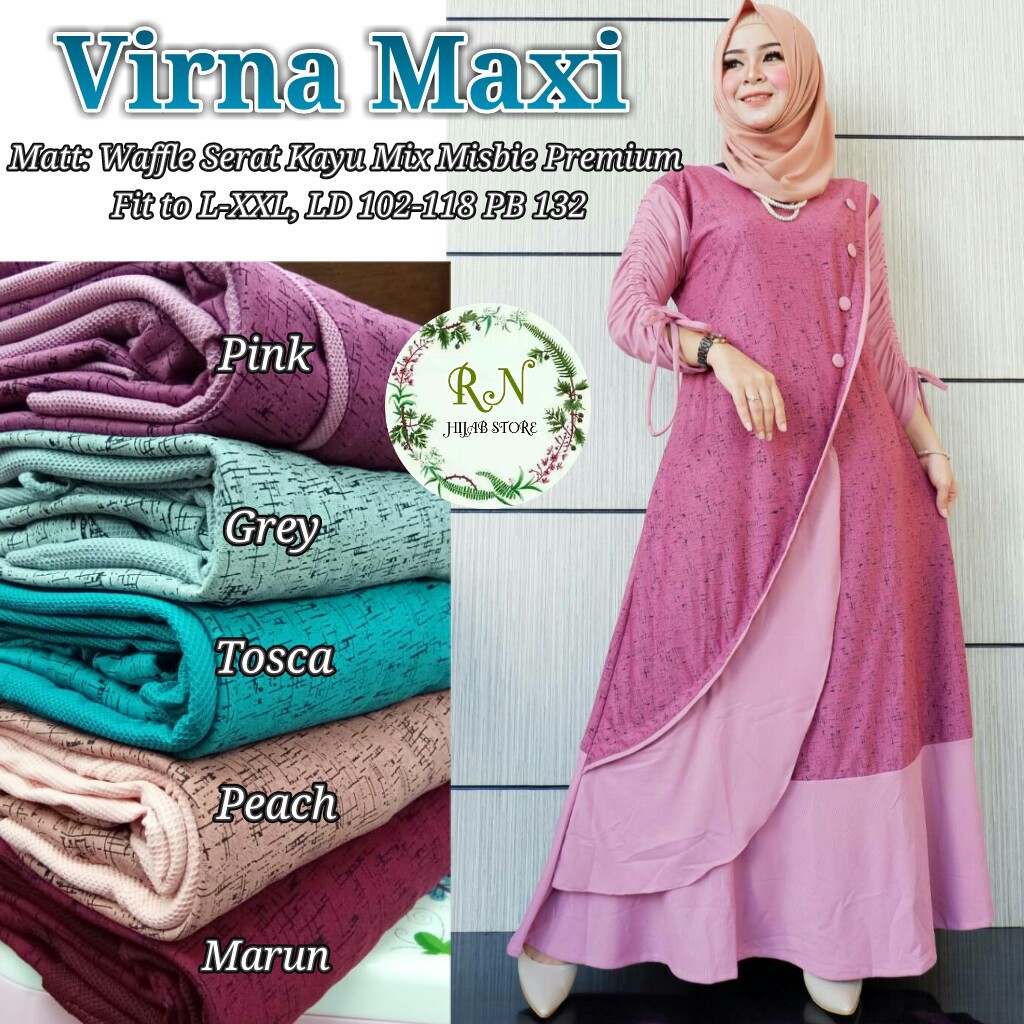 Virna Maxi
Matt: Waffle Serat Kayu Mix Misbie Premium
Fit to L-XXL, LD 102-118 PB 132
Pink
RN
HIJAB STORE
Grey
Tosca
Peach
Marun